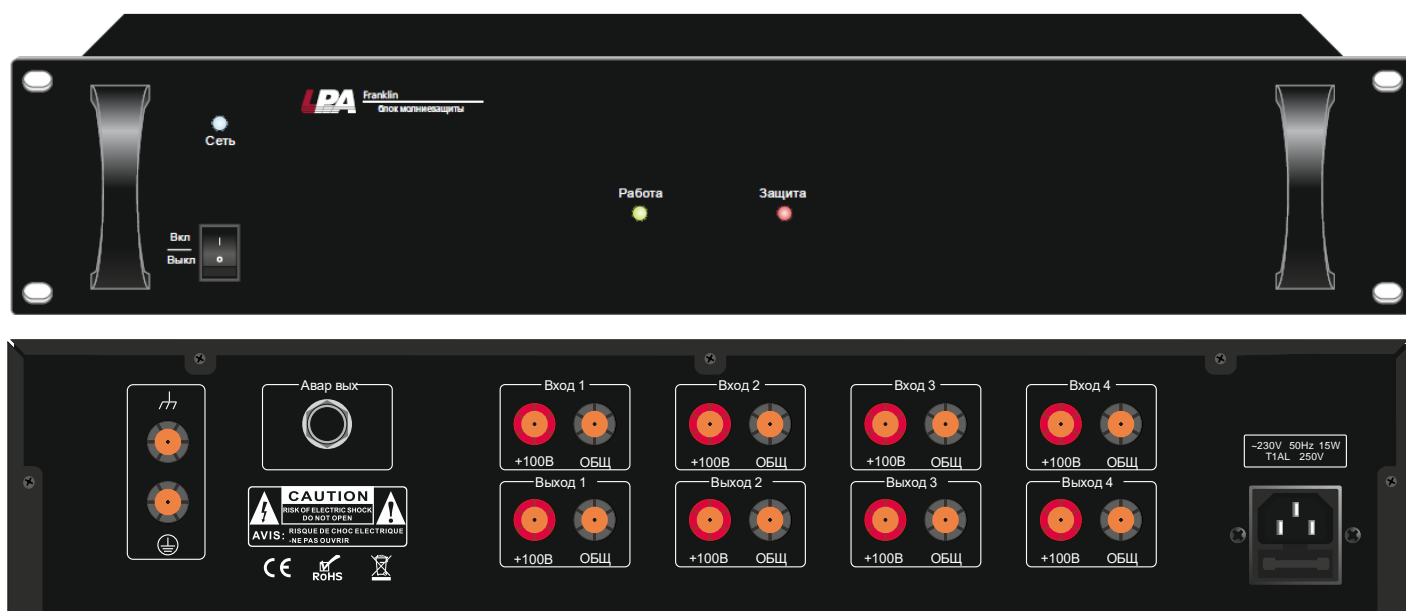 LPA Franklin
блок молниезащиты
Сеть
Работа
Защита
Вкл
I
Выкл
O
Авар вых
Вход 1
Вход 2
Вход 3
Вход 4
+100В ОБЩ
+100В ОБЩ
+100В ОБЩ
+100В ОБЩ
~230V 50Hz 15W
T1AL 250V
Выход 1
Выход 2
Выход 3
Выход 4
+100В ОБЩ
+100В ОБЩ
+100В ОБЩ
+100В ОБЩ
CAUTION
RISK OF ELECTRIC SHOCK
DO NOT OPEN
AVIS: RISQUE DE CHOC ELECTRIQUE
-NE PAS OUVRIR
CE
RoHS